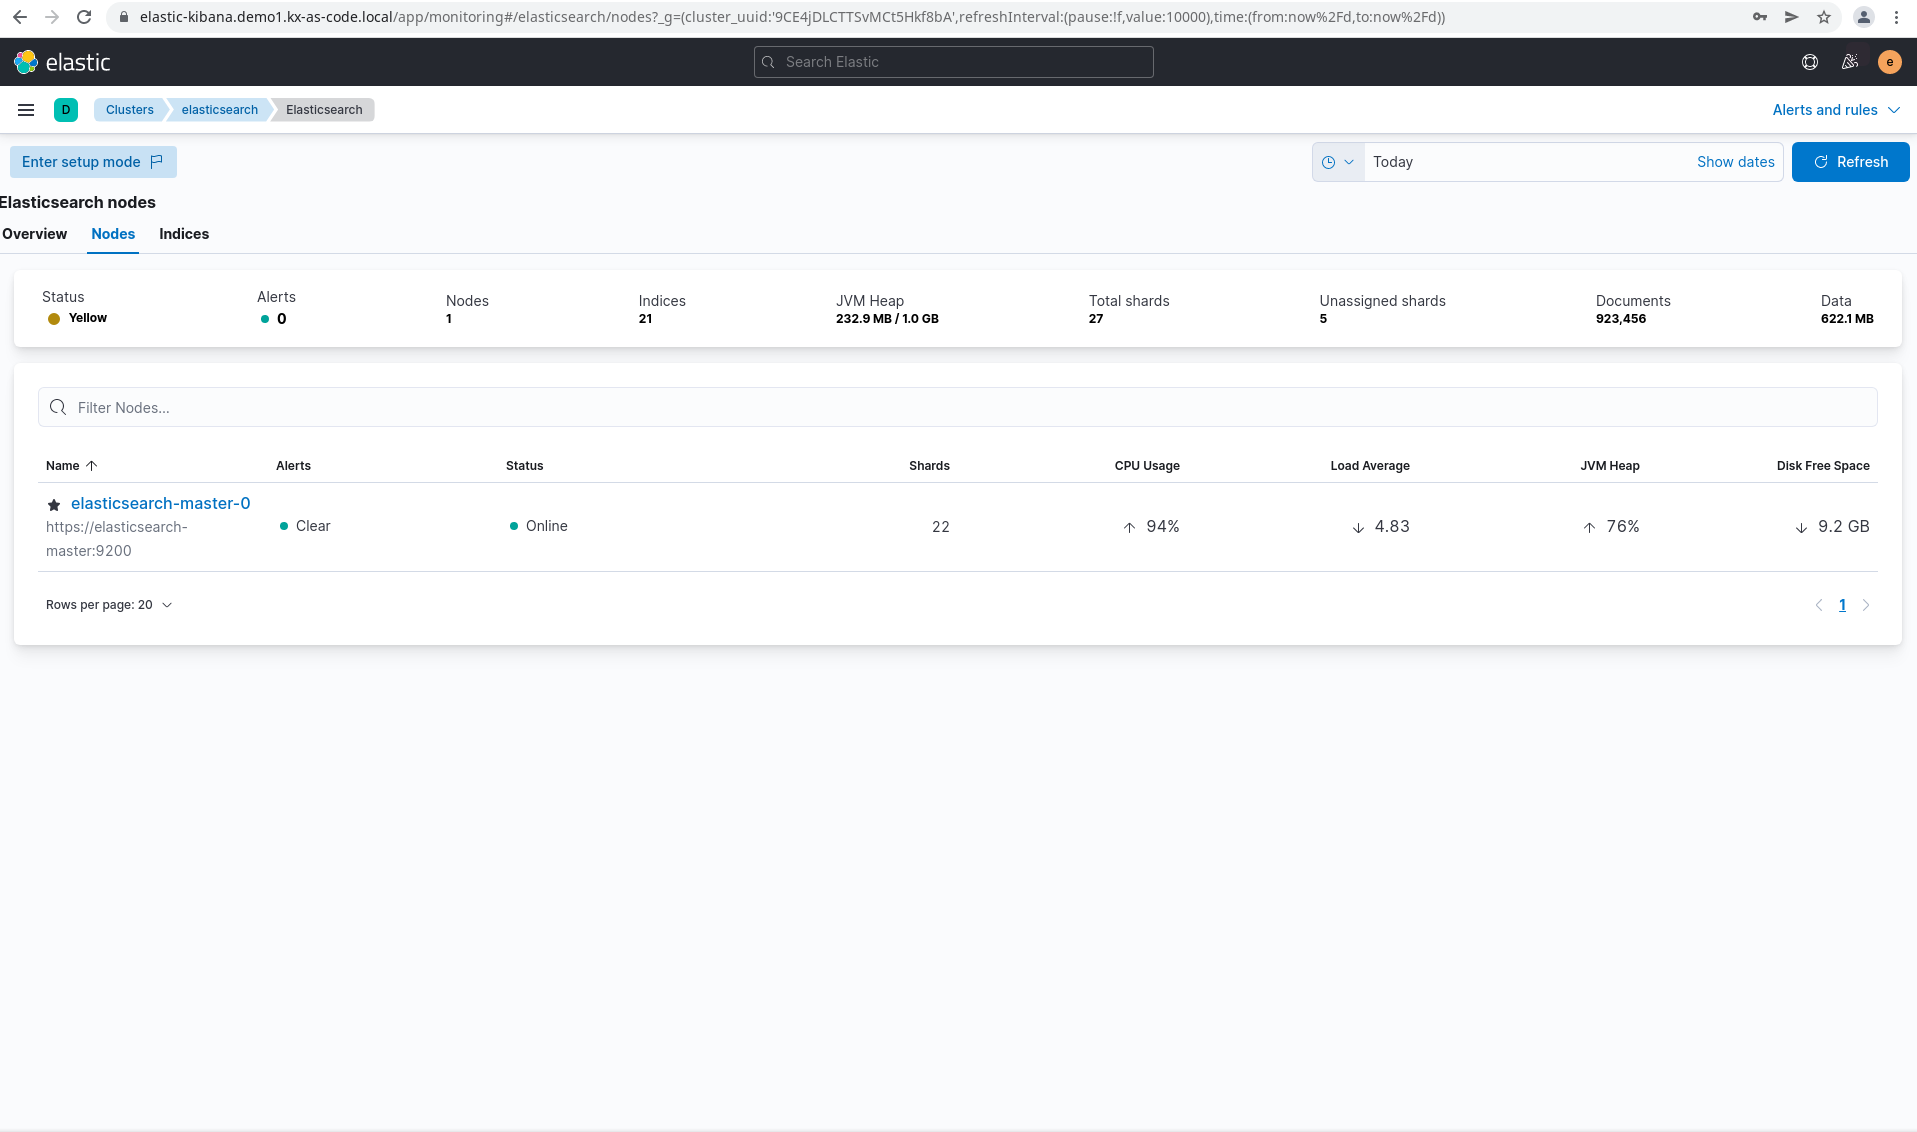 elastic-kibana.demo1.kx-as-code.local/app/monitoring#/elasticsearch/nodes?_g=(cluster_uuid:'9CE4jDLCTTSvMCt5Hkf8bA',refreshInterval:(pause:!f,value:10000),time:(from:now%2Fd,to:now%2Fd))
elastic
Search Elastic
e
D
Clusters
elasticsearch
Elasticsearch
Alerts and rules
Enter setup mode
Today
Show dates
Refresh
Elasticsearch nodes
Overview
Nodes
Indices
Status
Yellow
Alerts
0
Nodes
1
Indices
21
JVM Heap
232.9 MB / 1.0 GB
Total shards
27
Unassigned shards
5
Documents
923,456
Data
622.1 MB
Filter Nodes...
Name
Alerts
Status
Shards
CPU Usage
Load Average
JVM Heap
Disk Free Space
elasticsearch-master-0
https://elasticsearch-
master:9200
Clear
Online
22
94%
4.83
76%
9.2 GB
Rows per page: 20
1